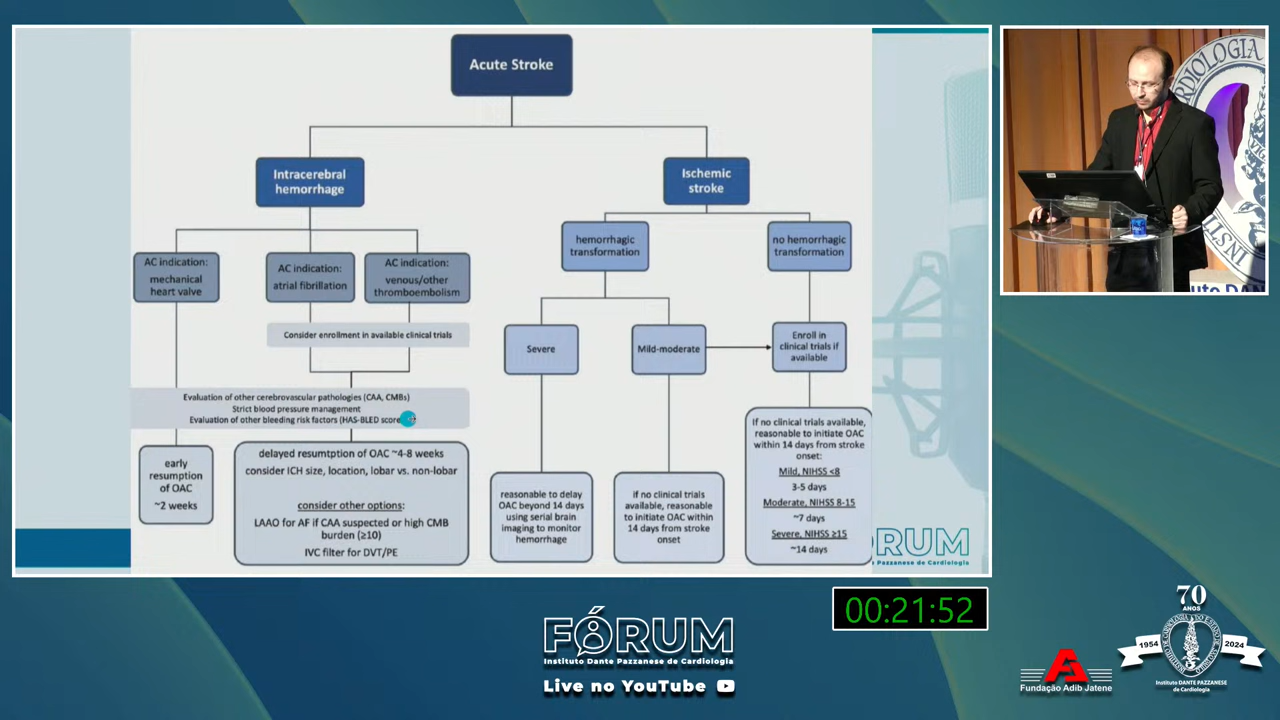 Acute Stroke
Intracerebral
hemorrhage
Ischemic
stroke
AC indication:
mechanical
heart valve
AC indication:
atrial fibrillation
AC indication:
venous/other
thromboembolism
hemorrhagic
transformation
no hemorrhagic
transformation
Consider enrollment in available clinical trials
Severe
Mild-moderate
Enroll in
clinical trials if
available
Evaluation of other cerebrovascular pathologies (CAA, CMBs)
Strict blood pressure management
Evaluation of other bleeding risk factors (HAS-BLED score
early
resumption
of OAC
~2 weeks
delayed resumtption of OAC ~4-8 weeks
consider ICH size, location, lobar vs. non-lobar
consider other options:
LAAO for AF if CAA suspected or high CMB
burden (≥10)
IVC filter for DVT/PE
reasonable to delay
OAC beyond 14 days
using serial brain
imaging to monitor
hemorrhage
if no clinical trials
available, reasonable
to initiate OAC within
14 days from stroke
onset
If no clinical trials available,
reasonable to initiate OAC
within 14 days from stroke
onset:
Mild, NIHSS <8
3-5 days
Moderate, NIHSS 8-15
~7 days
Severe, NIHSS ≥15
~14 days
RUM
e Pazzanese de Cardiologia
00:21:52
FÓRUM
Instituto Dante Pazzanese de Cardiologia
Live no YouTube
Fundação Adib Jatene
70
ANOS
1954
2024
Instituto DANTE PAZZANESE
de Cardiologia